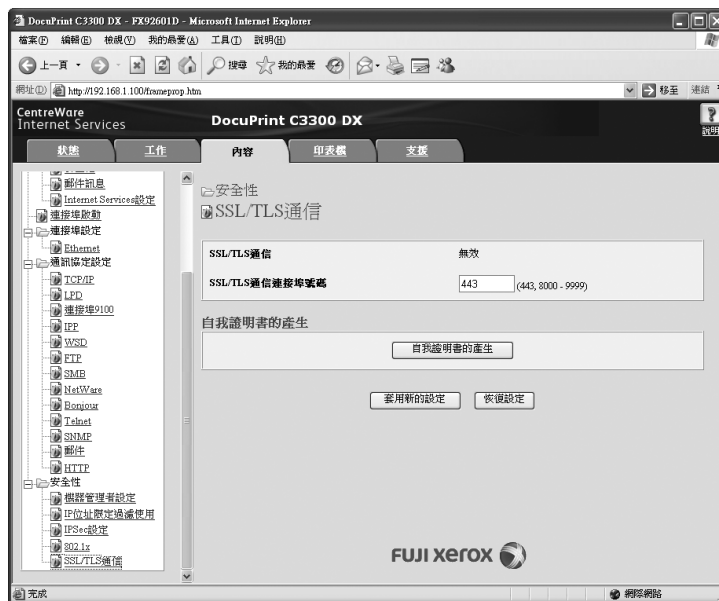 DocuPrint C3300 DX - FX92601D - Microsoft Internet Explorer
檔案(F) 編輯(E) 檢視(V) 我的最愛(A) 工具(T) 說明(H)
上一頁 搜尋 我的最愛
網址(D) http://192.168.1.100/frameprop.htm 移至 連結
CentreWare
Internet Services
DocuPrint C3300 DX
說明
狀態 工作 內容 印表機 支援
郵件訊息
Internet Services設定
連接埠啟動
連接埠設定
Ethernet
通訊協定設定
TCP/IP
LPD
連接埠9100
IPP
WSD
FTP
SMB
NetWare
Bonjour
Telnet
SNMP
郵件
HTTP
安全性
機器管理者設定
IP位址限定過濾使用
IPSec設定
802.1x
SSL/TLS通信
安全性
SSL/TLS通信
SSL/TLS通信 無效
SSL/TLS通信連接埠號碼 443 (443, 8000 - 9999)
自我證明書的產生
自我證明書的產生
套用新的設定 恢復設定
FUJI XEROX
完成 網際網路